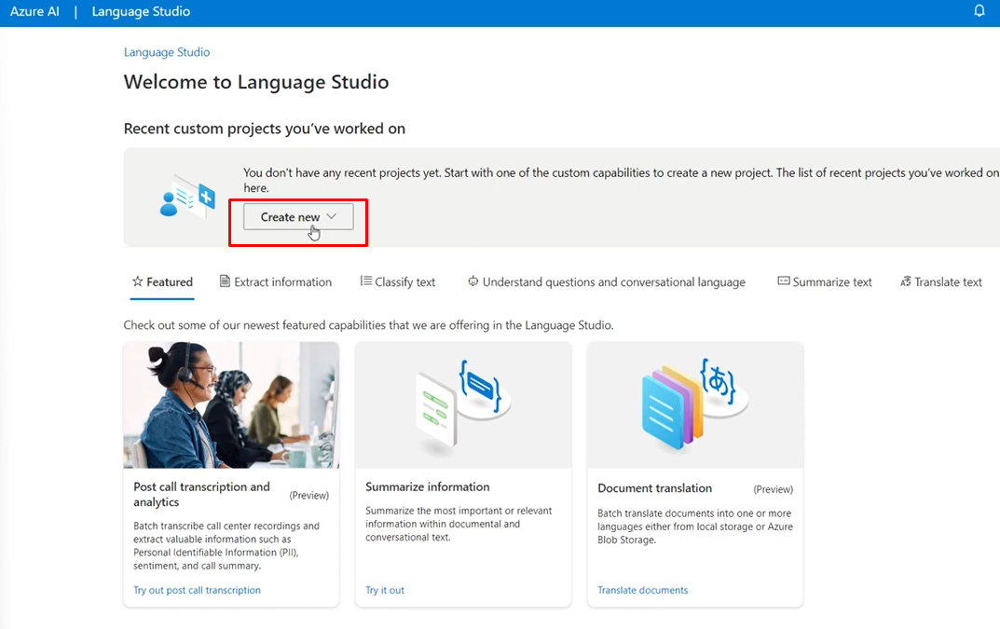 Azure AI | Language Studio
Language Studio
Welcome to Language Studio
Recent custom projects you've worked on
You don't have any recent projects yet. Start with one of the custom capabilities to create a new project. The list of recent projects you've worked on
here.
Create new
Featured
Extract information
Classify text
Understand questions and conversational language
Summarize text
Translate text
Check out some of our newest featured capabilities that we are offering in the Language Studio.
Post call transcription and
analytics
(Preview)
Batch transcribe call center recordings and
extract valuable information such as
Personal Identifiable Information (PII),
sentiment, and call summary.
Try out post call transcription
Summarize information
Summarize the most important or relevant
information within documental and
conversational text.
Try it out
あ
Document translation
(Preview)
Batch translate documents into one or more
languages either from local storage or Azure
Blob Storage.
Translate documents